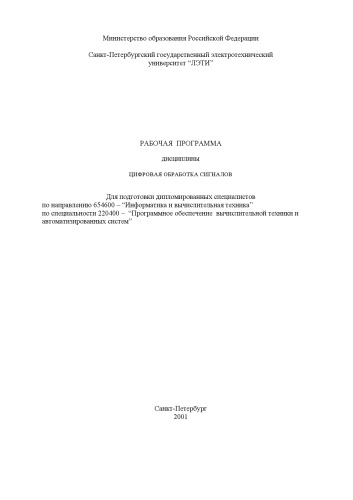 Министерство образования Российской Федерации
Санкт-Петербургский государственный электротехнический
университет “ЛЭТИ”
РАБОЧАЯ ПРОГРАММА
дисциплины
ЦИФРОВАЯ ОБРАБОТКА СИГНАЛОВ
Для подготовки дипломированных специалистов
по направлению 654600 – “Информатика и вычислительная техника”
по специальности 220400 – “Программное обеспечение вычислительной техники и
автоматизированных систем”
Санкт-Петербург
2001